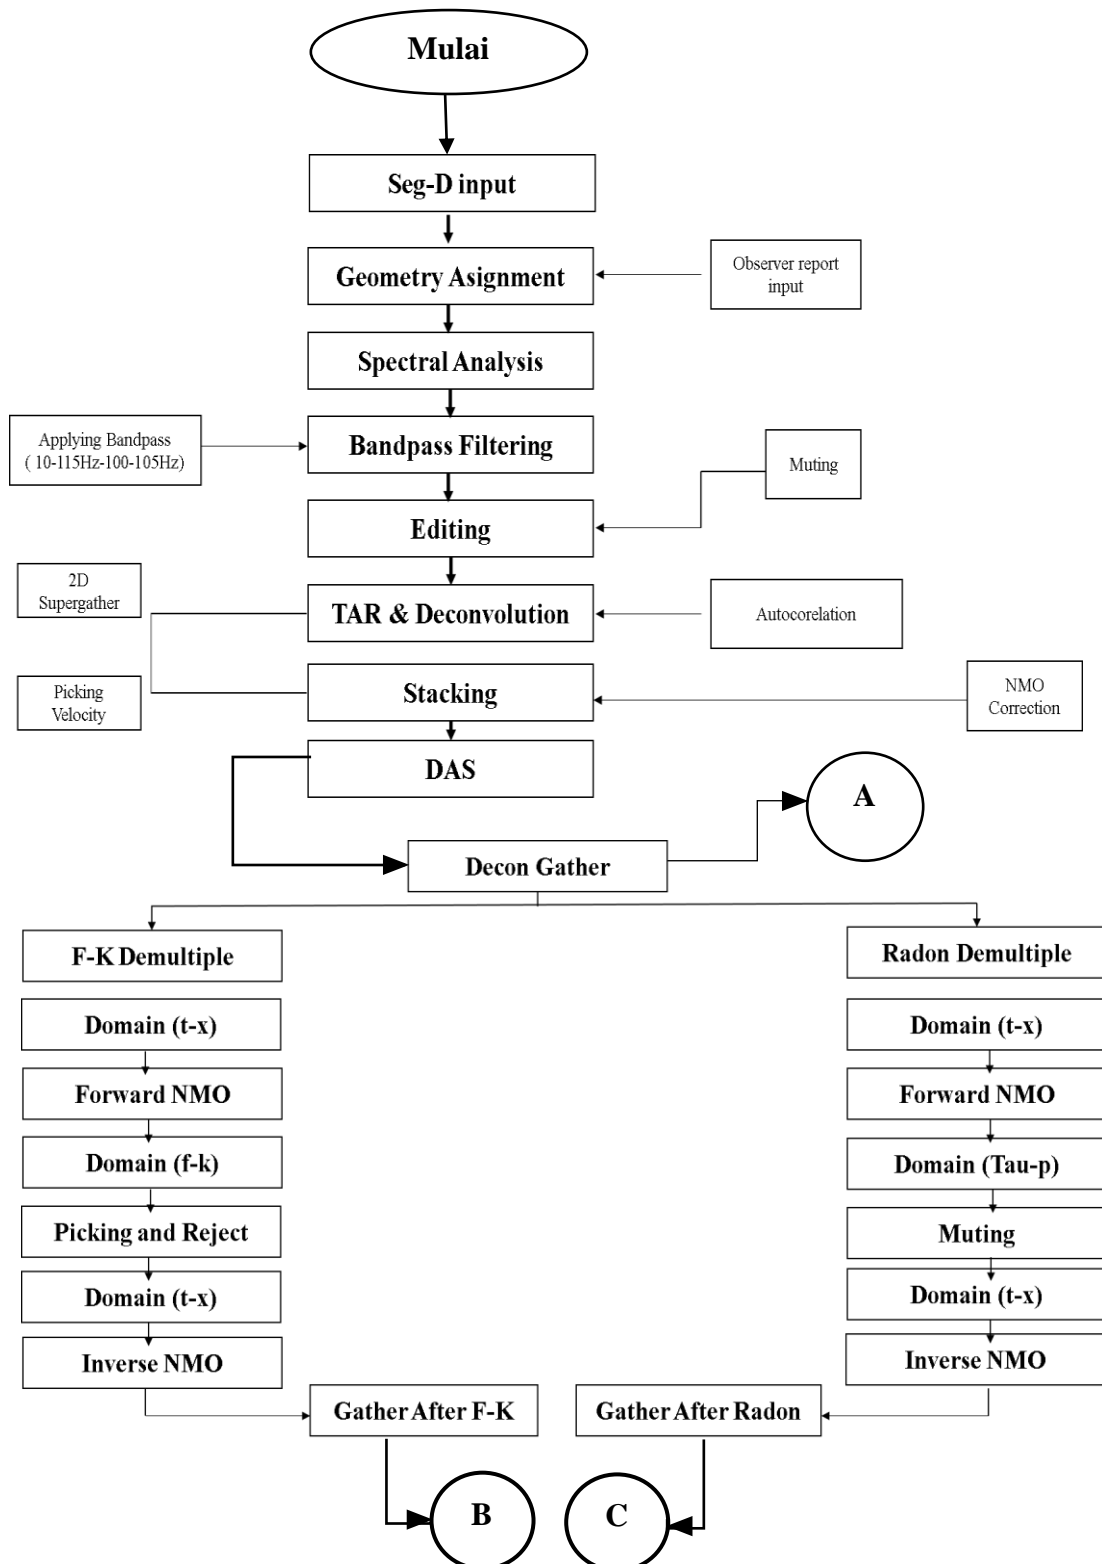 Mulai
Seg-D input
Geometry Asignment
Observer report
input
Spectral Analysis
Applying Bandpass
( 10-115Hz-100-105Hz)
Bandpass Filtering
Muting
Editing
2D
Supergather
TAR & Deconvolution
Autocorelation
Picking
Velocity
Stacking
NMO
Correction
DAS
A
Decon Gather
F-K Demultiple
Domain (t-x)
Forward NMO
Domain (f-k)
Picking and Reject
Domain (t-x)
Inverse NMO
Radon Demultiple
Domain (t-x)
Forward NMO
Domain (Tau-p)
Muting
Domain (t-x)
Inverse NMO
Gather After F-K
Gather After Radon
B
C